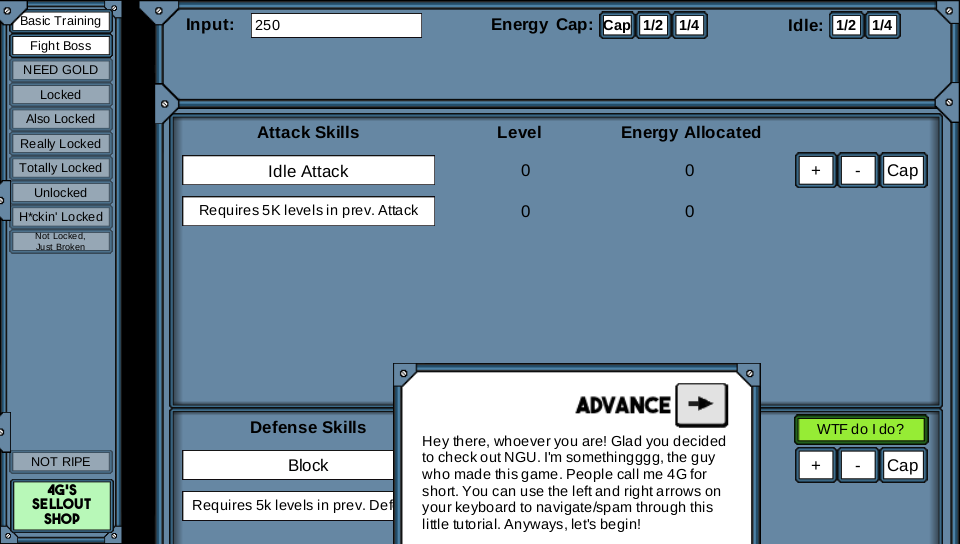 Basic Training
Fight Boss
NEED GOLD
Locked
Also Locked
Really Locked
Totally Locked
Unlocked
H*ckin' Locked
Not Locked,
Just Broken
NOT RIPE
4G'S
SELLOUT
SHOP
Input: 250 Energy Cap: Cap 1/2 1/4 Idle: 1/2 1/4
Attack Skills Level Energy Allocated
Idle Attack 0 0 + - Cap
Requires 5K levels in prev. Attack 0 0
Defense Skills WTF do I do?
Block + - Cap
Requires 5k levels in prev. Def
ADVANCE
Hey there, whoever you are! Glad you decided
to check out NGU. I'm somethingggg, the guy
who made this game. People call me 4G for
short. You can use the left and right arrows on
your keyboard to navigate/spam through this
little tutorial. Anyways, let's begin!